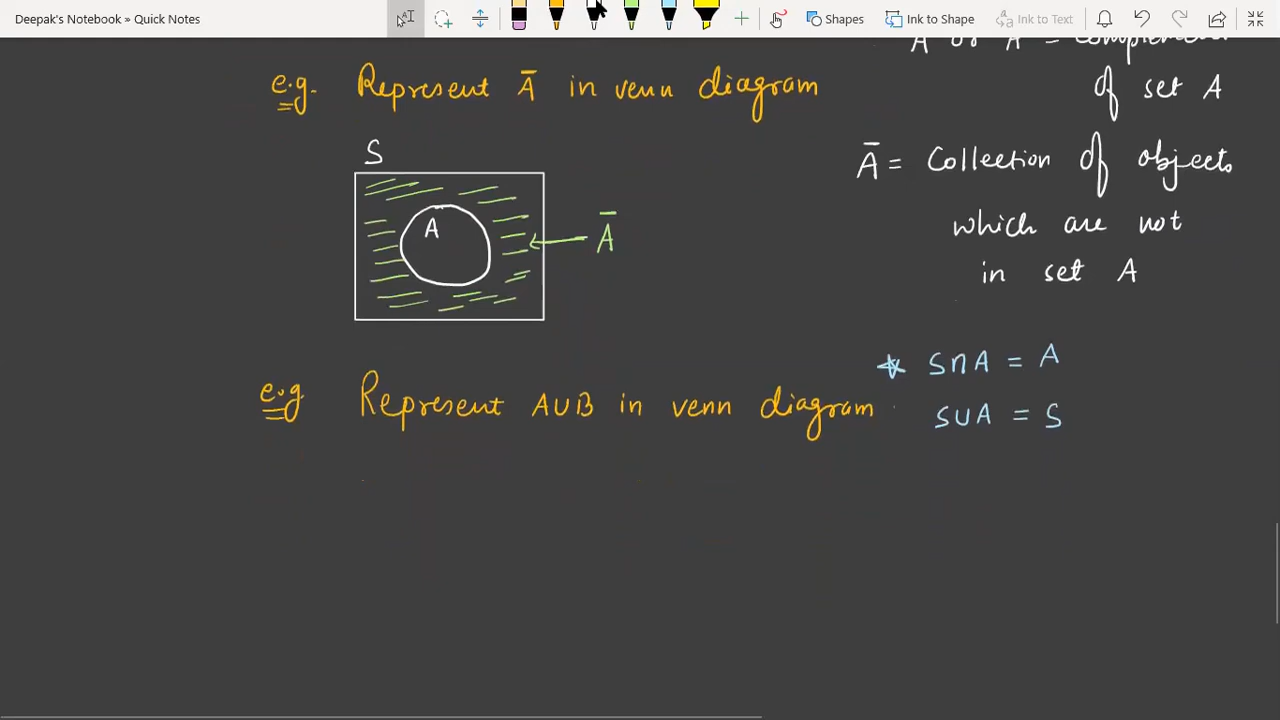 Deepak's Notebook » Quick Notes
Shapes
Ink to Shape
Ink to Text
of set A
e.g. Represent Ā in venn diagram
S
A
Ā
Ā = Collection of objects
which are not
in set A
* S∩A = A
S∪A = S
e.g Represent A∪B in venn diagram